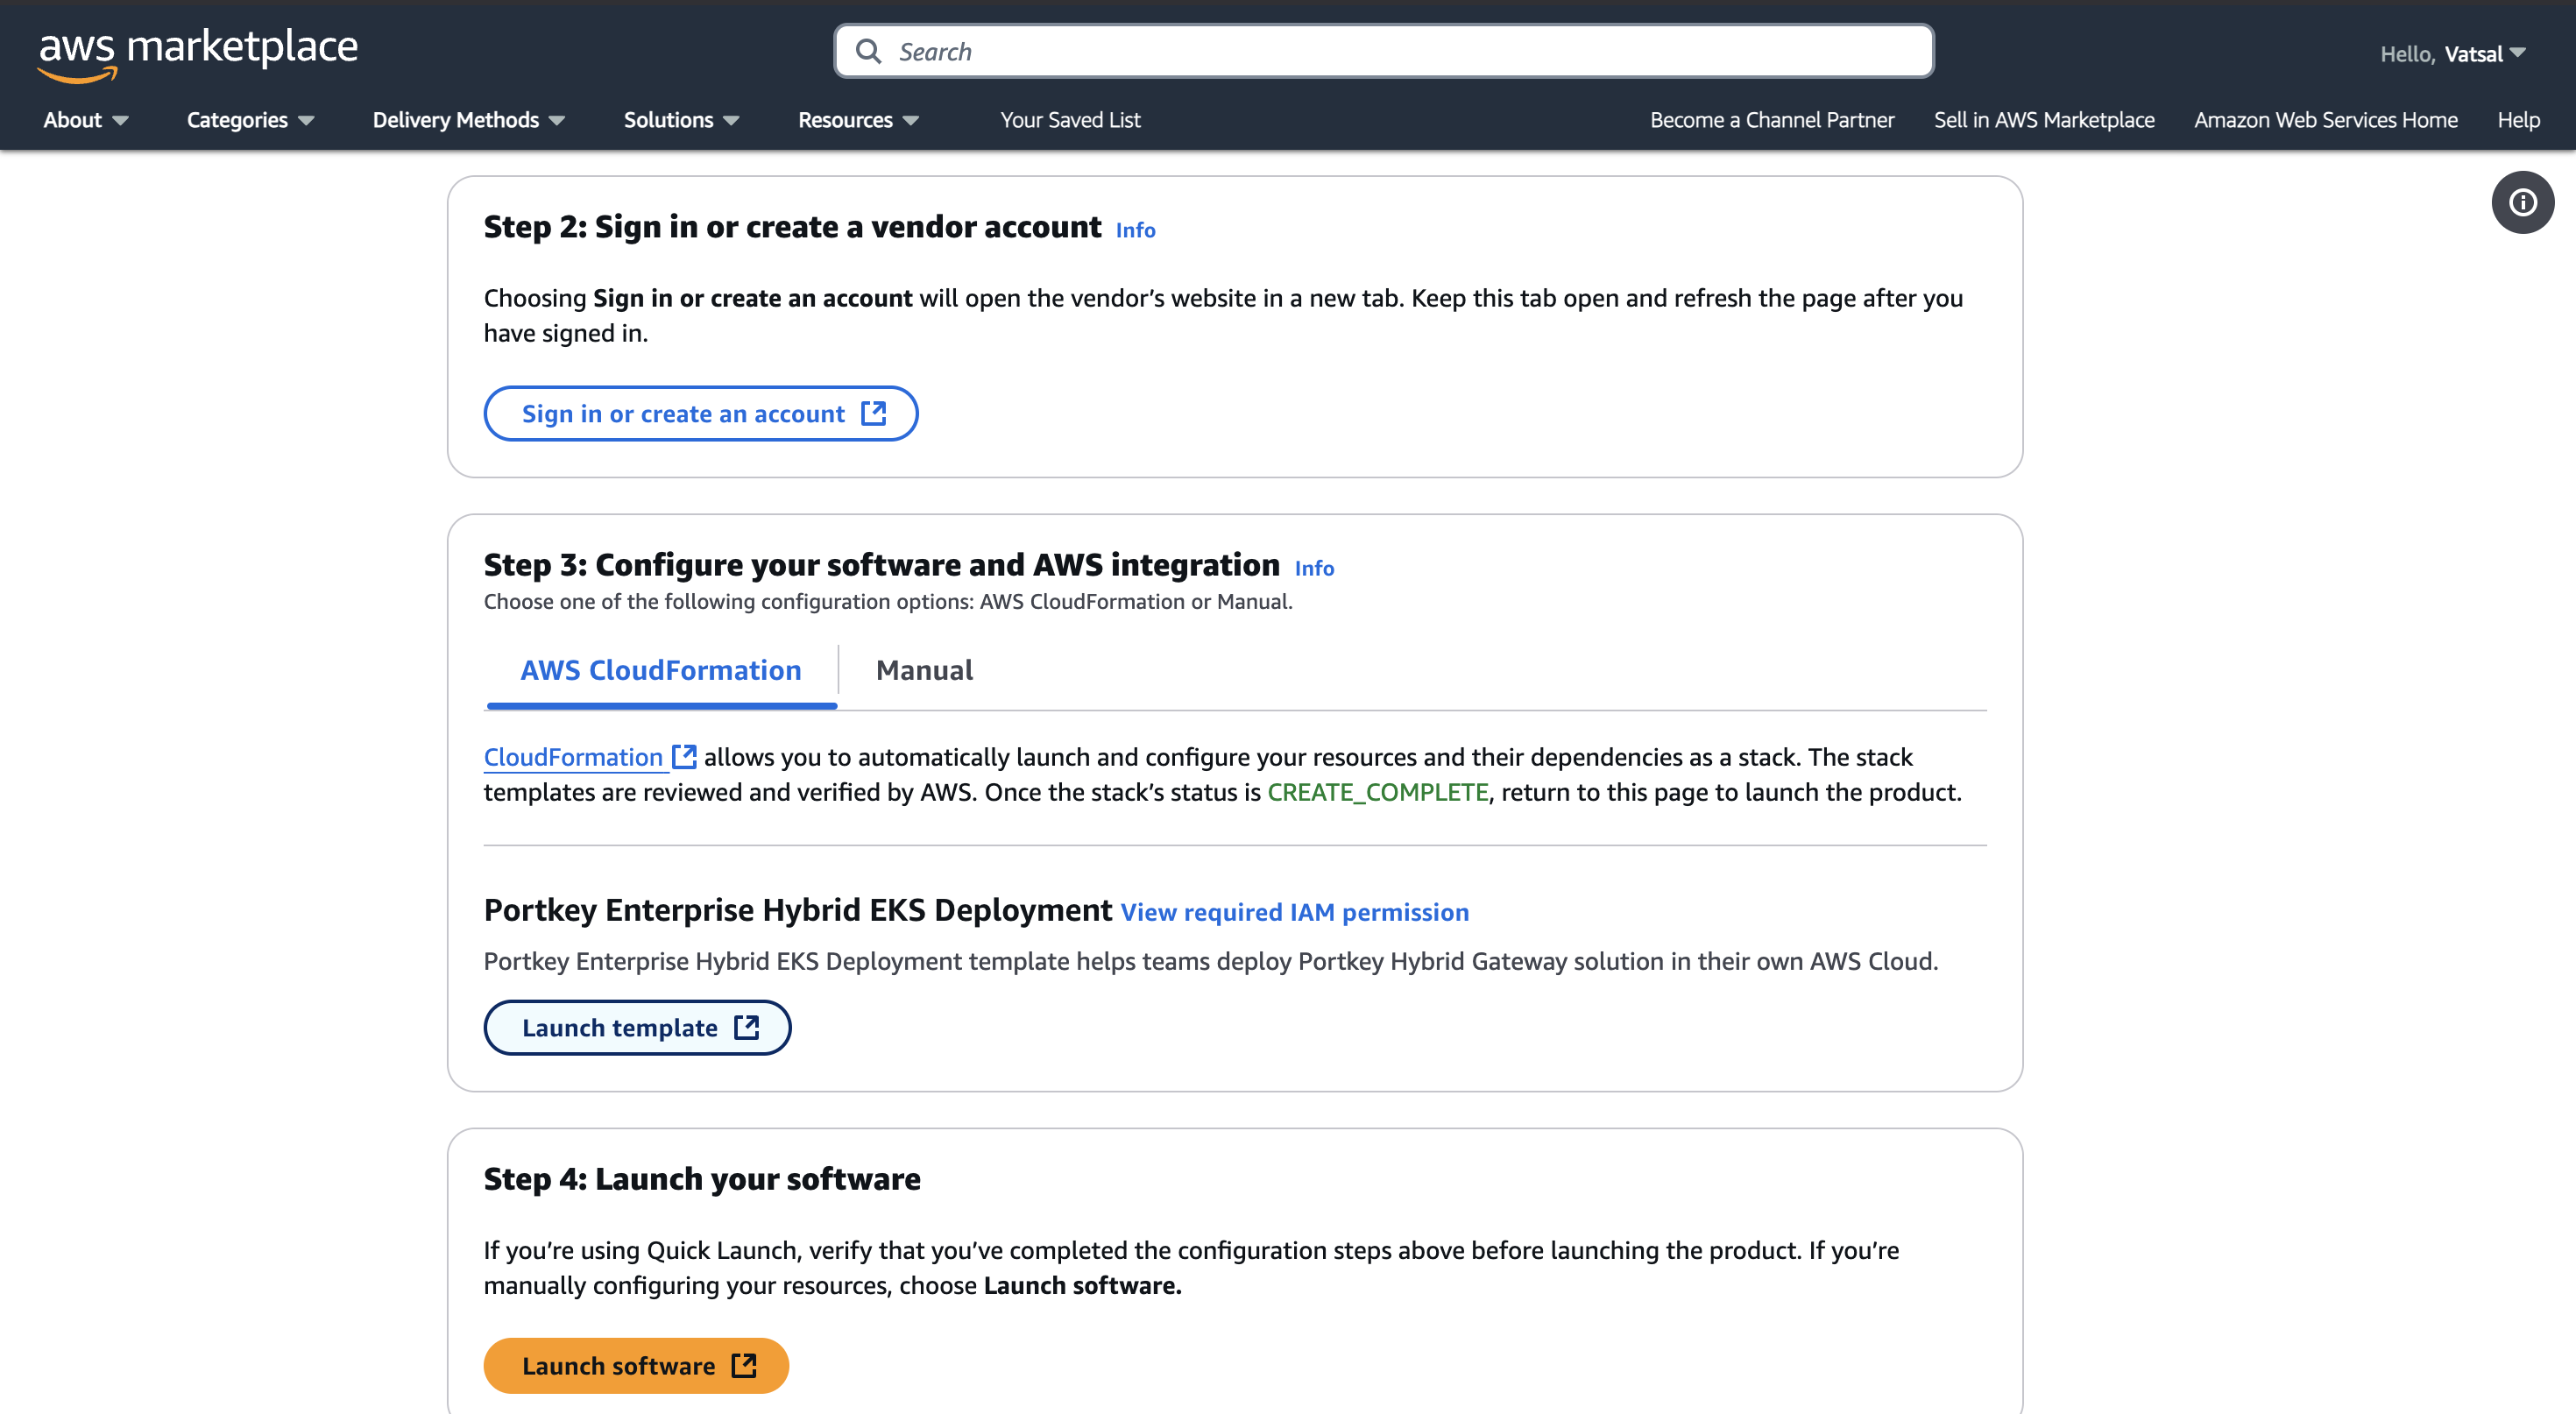 aws marketplace
Search
Hello, Vatsal
About
Categories
Delivery Methods
Solutions
Resources
Your Saved List
Become a Channel Partner
Sell in AWS Marketplace
Amazon Web Services Home
Help
Step 2: Sign in or create a vendor account Info
Choosing Sign in or create an account will open the vendor’s website in a new tab. Keep this tab open and refresh the page after you
have signed in.
Sign in or create an account
Step 3: Configure your software and AWS integration Info
Choose one of the following configuration options: AWS CloudFormation or Manual.
AWS CloudFormation
Manual
CloudFormation allows you to automatically launch and configure your resources and their dependencies as a stack. The stack
templates are reviewed and verified by AWS. Once the stack’s status is CREATE_COMPLETE, return to this page to launch the product.
Portkey Enterprise Hybrid EKS Deployment View required IAM permission
Portkey Enterprise Hybrid EKS Deployment template helps teams deploy Portkey Hybrid Gateway solution in their own AWS Cloud.
Launch template
Step 4: Launch your software
If you’re using Quick Launch, verify that you’ve completed the configuration steps above before launching the product. If you’re
manually configuring your resources, choose Launch software.
Launch software